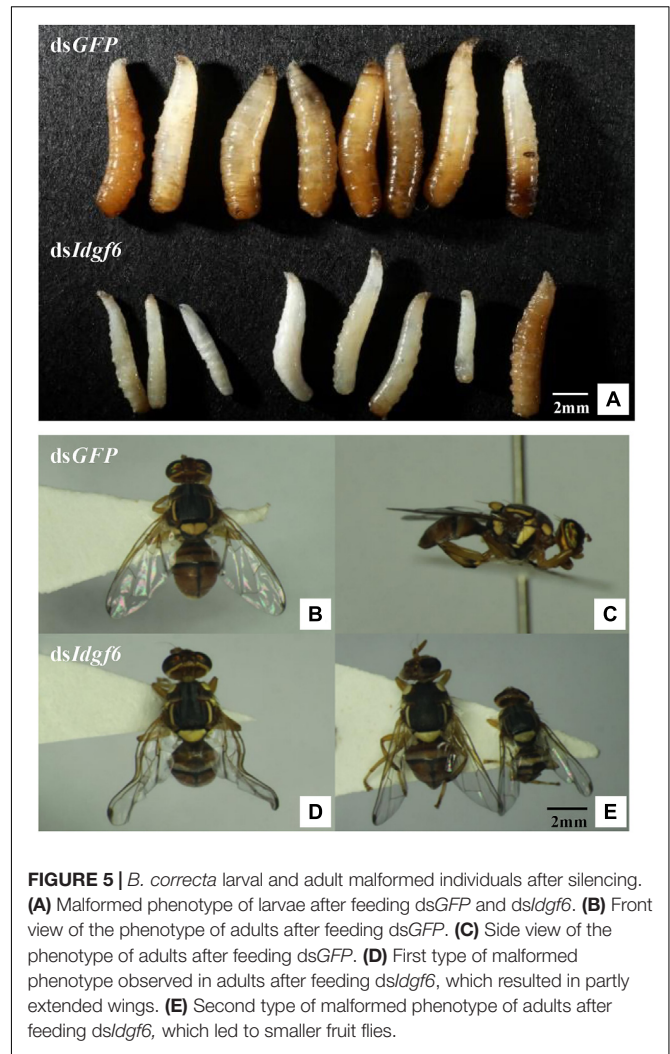 dsGFP
dsIdgf6
2mm
A
dsGFP
B
C
dsIdgf6
D
2mm
E
FIGURE 5 | B. correcta larval and adult malformed individuals after silencing.
(A) Malformed phenotype of larvae after feeding dsGFP and dsIdgf6. (B) Front
view of the phenotype of adults after feeding dsGFP. (C) Side view of the
phenotype of adults after feeding dsGFP. (D) First type of malformed
phenotype observed in adults after feeding dsIdgf6, which resulted in partly
extended wings. (E) Second type of malformed phenotype of adults after
feeding dsIdgf6, which led to smaller fruit flies.